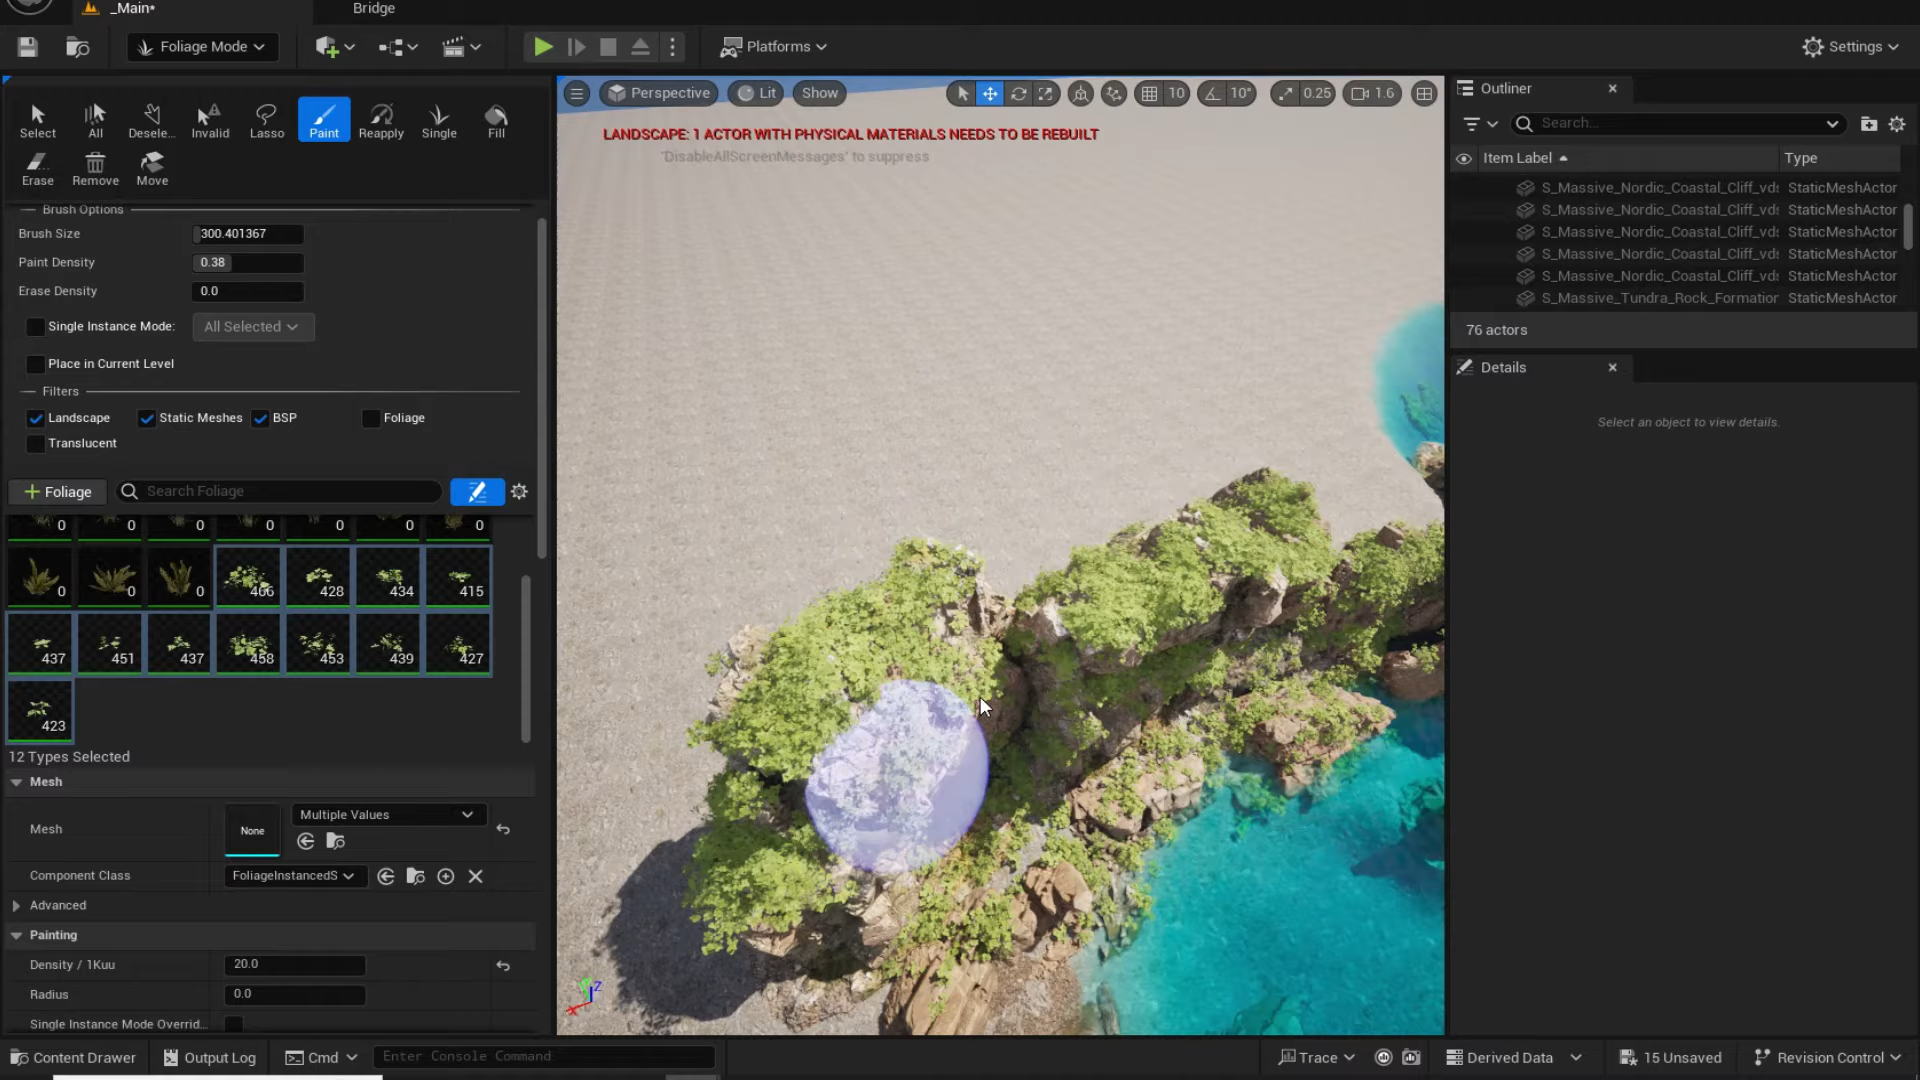 _Main*
Bridge
Foliage Mode
Platforms
Settings
Select
All
Desele...
Invalid
Lasso
Paint
Reapply
Single
Fill
Erase
Remove
Move
Brush Options
Brush Size
300.401367
Paint Density
0.38
Erase Density
0.0
Single Instance Mode:
All Selected
Place in Current Level
Filters
Landscape
Static Meshes
BSP
Foliage
Translucent
+ Foliage
Search Foliage
0 0 0 0 0 0 0
0 0 0 466 428 434 415
437 451 437 458 453 439 427
423
12 Types Selected
Mesh
Mesh
None
Multiple Values
Component Class
FoliageInstancedS
Advanced
Painting
Density / 1Kuu
20.0
Radius
0.0
Single Instance Mode Overrid...
Perspective
Lit
Show
10
10°
0.25
1.6
LANDSCAPE: 1 ACTOR WITH PHYSICAL MATERIALS NEEDS TO BE REBUILT
'DisableAllScreenMessages' to suppress
Z
X
Outliner
Search...
Item Label
Type
S_Massive_Nordic_Coastal_Cliff_vds StaticMeshActor
S_Massive_Nordic_Coastal_Cliff_vds StaticMeshActor
S_Massive_Nordic_Coastal_Cliff_vds StaticMeshActor
S_Massive_Nordic_Coastal_Cliff_vds StaticMeshActor
S_Massive_Nordic_Coastal_Cliff_vds StaticMeshActor
S_Massive_Tundra_Rock_Formation StaticMeshActor
76 actors
Details
Select an object to view details.
Content Drawer
Output Log
Cmd
Enter Console Command
Trace
Derived Data
15 Unsaved
Revision Control